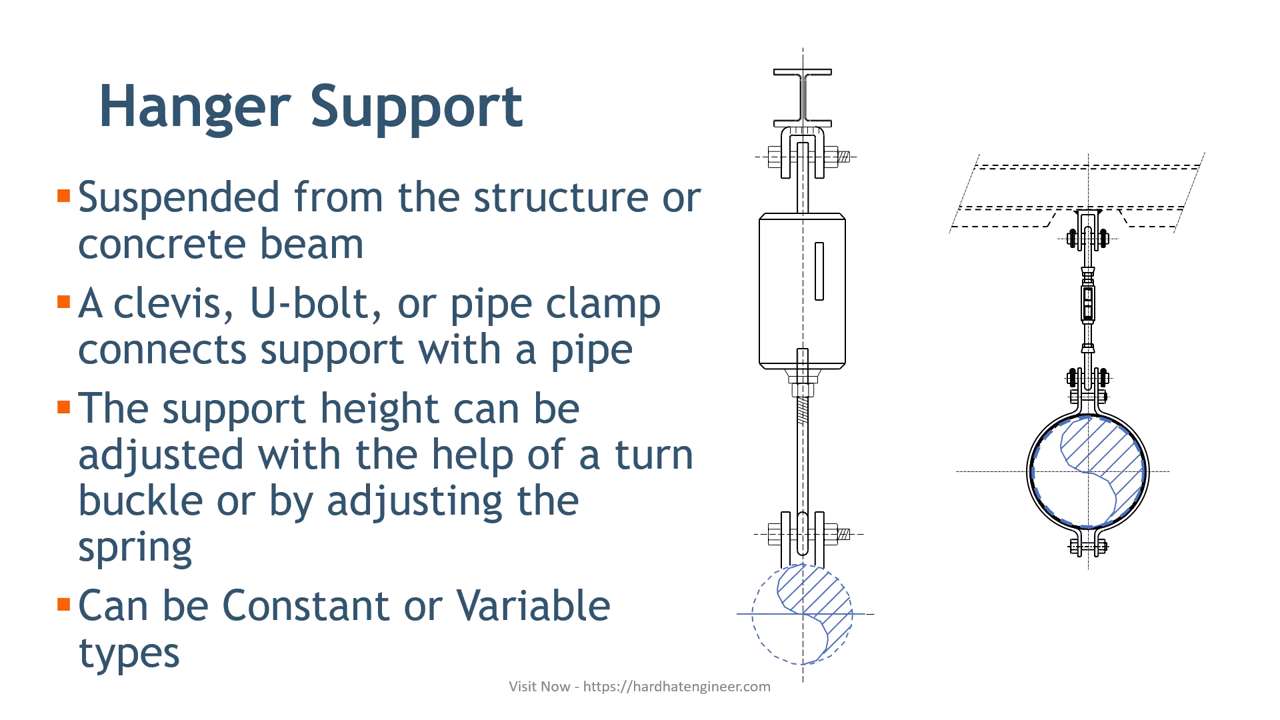 Hanger Support
▪Suspended from the structure or
concrete beam
▪A clevis, U-bolt, or pipe clamp
connects support with a pipe
▪The support height can be
adjusted with the help of a turn
buckle or by adjusting the
spring
▪Can be Constant or Variable
types
Visit Now - https://hardhatengineer.com